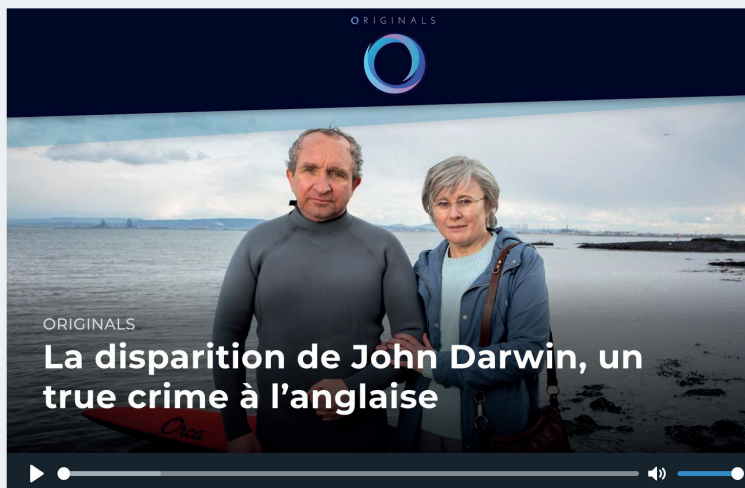 ORIGINALS
ORIGINALS
La disparition de John Darwin, un
true crime à l’anglaise
Orca